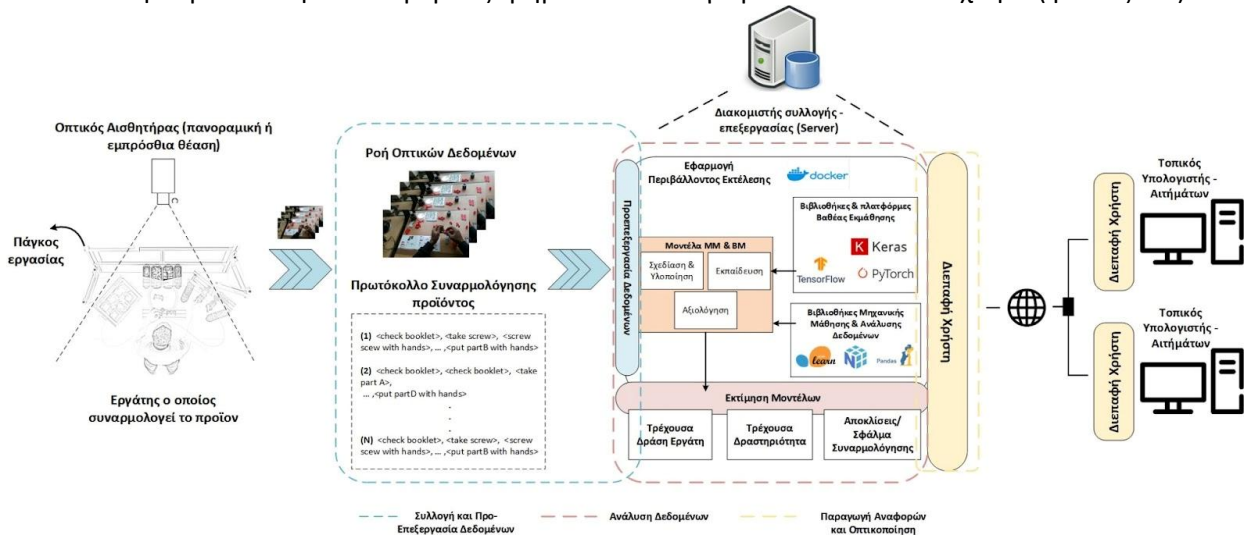 Διακομιστής συλλογής -
επεξεργασίας (Server)
Οπτικός Αισθητήρας (πανοραμική ή
εμπρόσθια θέαση)
Πάγκος
εργασίας
Εργάτης ο οποίος
συναρμολογεί το προϊον
Ροή Οπτικών Δεδομένων
Πρωτόκολλο Συναρμολόγησης
προϊόντος
(1) <check booklet>, <take screw>, <screw
scew with hands>, ... ,<put partB with hands>
(2) <check booklet>, <check booklet>, <take
part A>,
... ,<put partD with hands>
.
.
.
(N) <check booklet>, <take screw>, <screw
scew with hands>, ... ,<put partB with hands>
Προεπεξεργασία Δεδομένων
Εφαρμογή
Περιβάλλοντος Εκτέλεσης
docker
Μοντέλα ΜΜ & ΒΜ
Σχεδίαση &
Υλοποίηση
Εκπαίδευση
Αξιολόγηση
Βιβλιοθήκες & πλατφόρμες
Βαθέας Εκμάθησης
K Keras
TensorFlow
PyTorch
Βιβλιοθήκες Μηχανικής
Μάθησης & Ανάλυσης
Δεδομένων
learn
Pandas
Εκτίμηση Μοντέλων
Τρέχουσα
Δράση Εργάτη
Τρέχουσα
Δραστηριότητα
Αποκλίσεις/
Σφάλμα
Συναρμολόγησης
Διεπαφή Χρήστη
Διεπαφή Χρήστη
Τοπικός
Υπολογιστής -
Αιτήμάτων
Διεπαφή Χρήστη
Τοπικός
Υπολογιστής -
Αιτήμάτων
Συλλογή και Προ-
Επεξεργασία Δεδομένων
Ανάλυση Δεδομένων
Παραγωγή Αναφορών
και Οπτικοποίηση